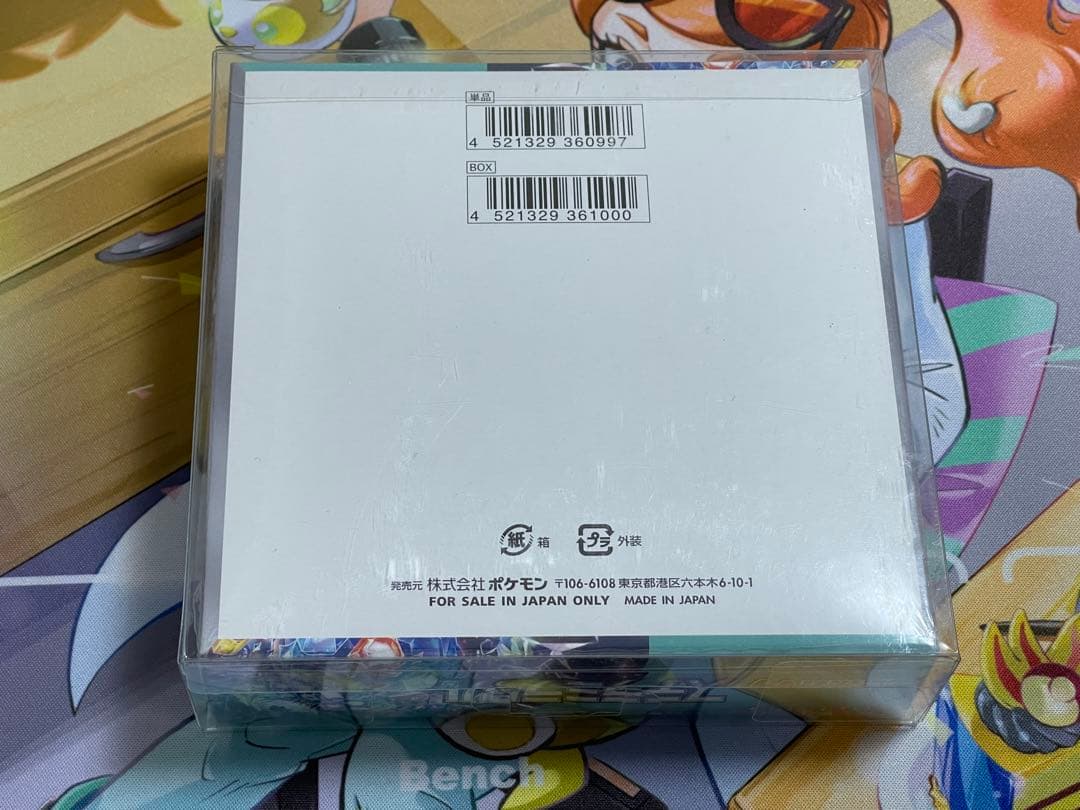 単品
4 521329 360997
BOX
4 521329 361000
紙 箱 プラ 外装
発売元 株式会社 ポケモン 〒106-6108 東京都港区六本木6-10-1
FOR SALE IN JAPAN ONLY MADE IN JAPAN
Bench